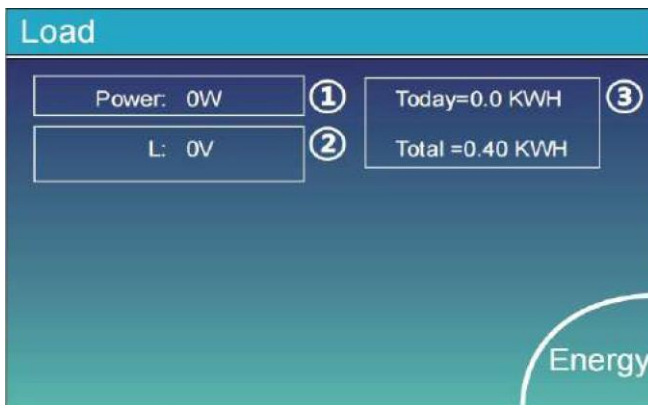 Load
Power: 0W
①
L: 0V
②
Today=0.0 KWH
③
Total =0.40 KWH
Energy